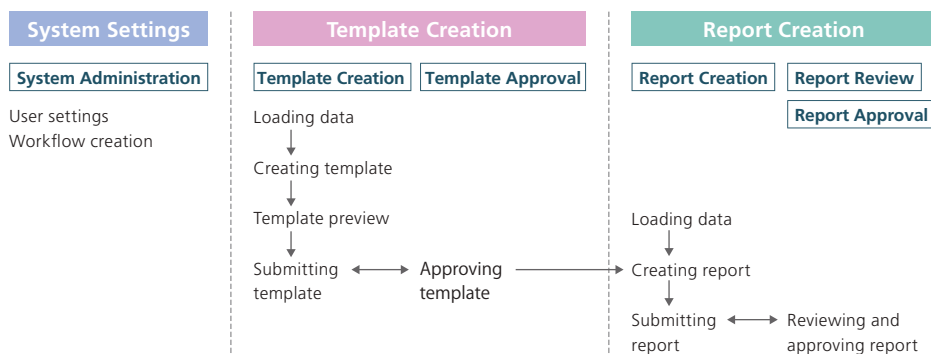 System Settings
Template Creation
Report Creation
System Administration
User settings
Workflow creation
Template Creation
Template Approval
Loading data
Creating template
Template preview
Submitting
template
Approving
template
Report Creation
Report Review
Report Approval
Loading data
Creating report
Submitting
report
Reviewing and
approving report